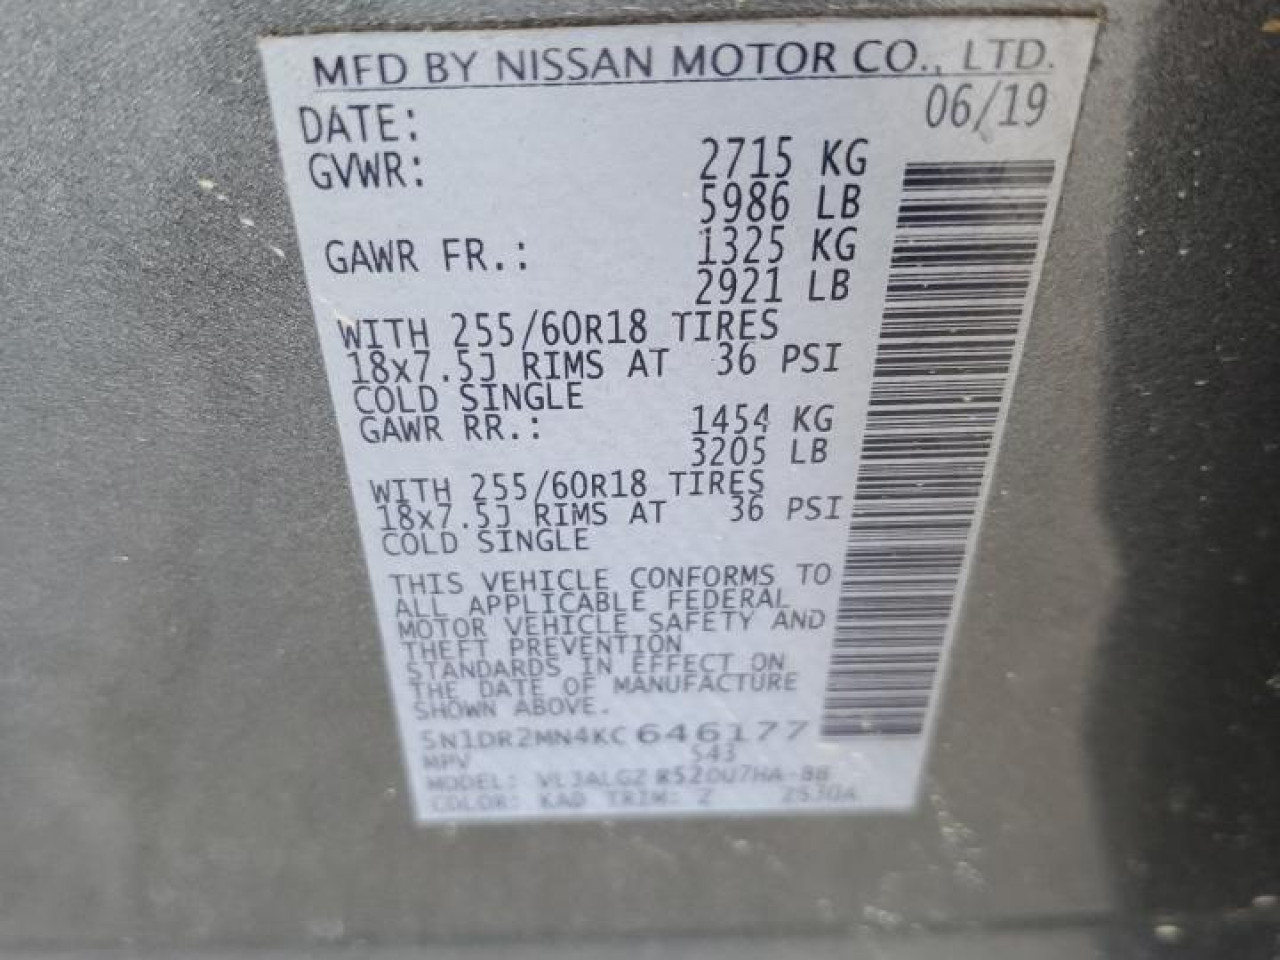 MFD BY NISSAN MOTOR CO., LTD.
DATE: 06/19
GVWR: 2715 KG
5986 LB
GAWR FR.: 1325 KG
2921 LB
WITH 255/60R18 TIRES
18x7.5J RIMS AT 36 PSI
COLD SINGLE
GAWR RR.: 1454 KG
3205 LB
WITH 255/60R18 TIRES
18x7.5J RIMS AT 36 PSI
COLD SINGLE
THIS VEHICLE CONFORMS TO
ALL APPLICABLE FEDERAL
MOTOR VEHICLE SAFETY AND
THEFT PREVENTION
STANDARDS IN EFFECT ON
THE DATE OF MANUFACTURE
SHOWN ABOVE.
5N1DR2MN4KC646177
MPV 543
MODEL:
COLOR: KAD TRIM: